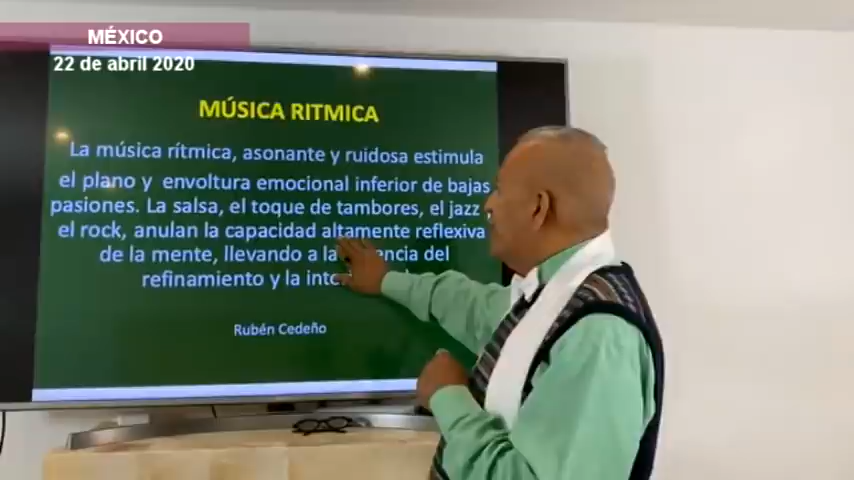 MÉXICO
22 de abril 2020
MÚSICA RITMICA
La música rítmica, asonante y ruidosa estimula
el plano y envoltura emocional inferior de bajas
pasiones. La salsa, el toque de tambores, el jazz
el rock, anulan la capacidad altamente reflexiva
de la mente, llevando a la del
refinamiento y la
Rubén Cedeño